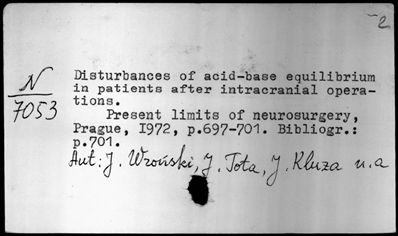 2
N
7053
Disturbances of acid-base equilibrium
in patients after intracranial opera-
tions.
Present limits of neurosurgery,
Prague, I972, p.697-701. Bibliogr.:
p.701.
Aut: J. Wroński, J. Tota, J. Kluza u.a